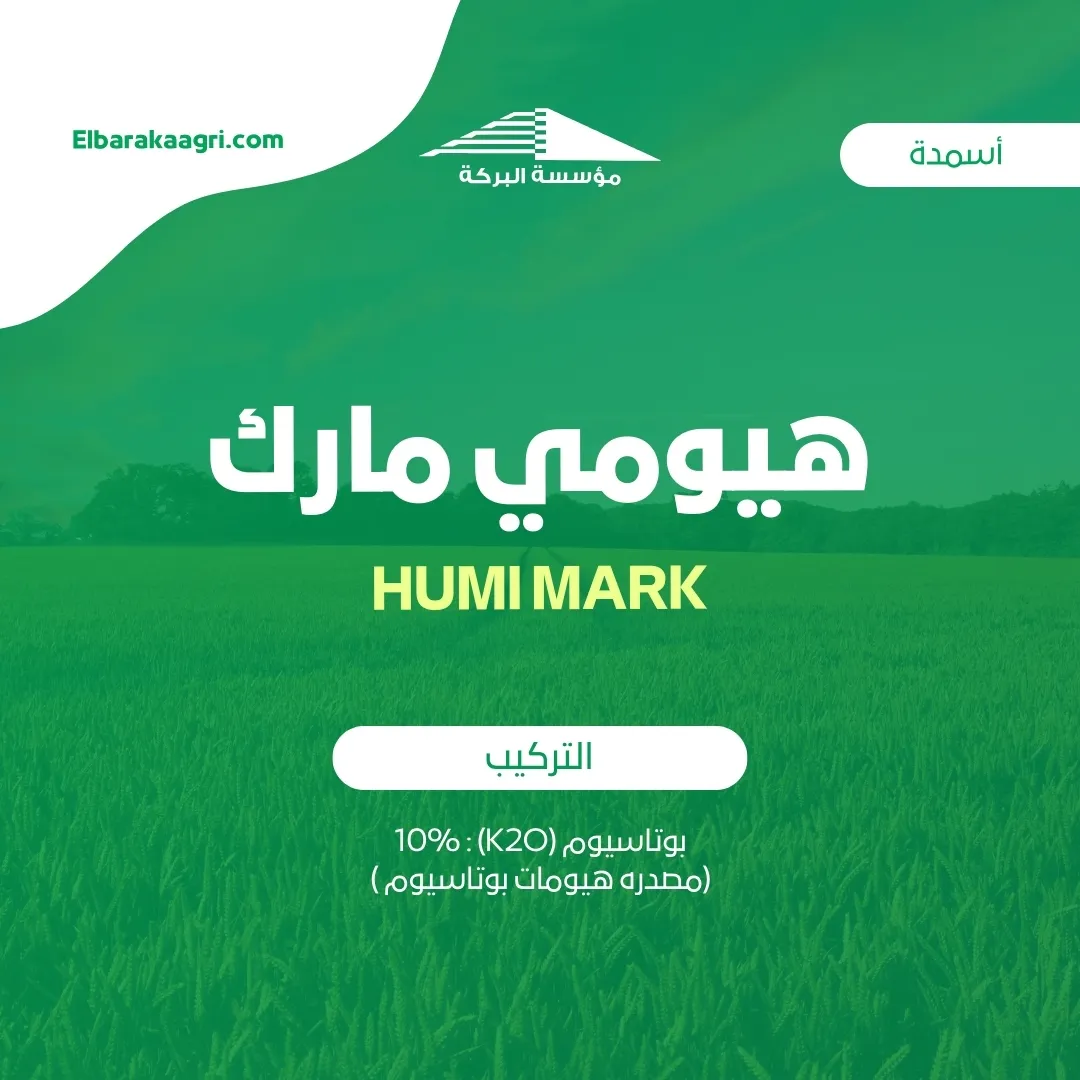 Elbarakaagri.com
مؤسسة البركة
أسمدة
هيومي مارك
HUMI MARK
التركيب
بوتاسيوم (K2O) : 10%
(مصدره هيومات بوتاسيوم )